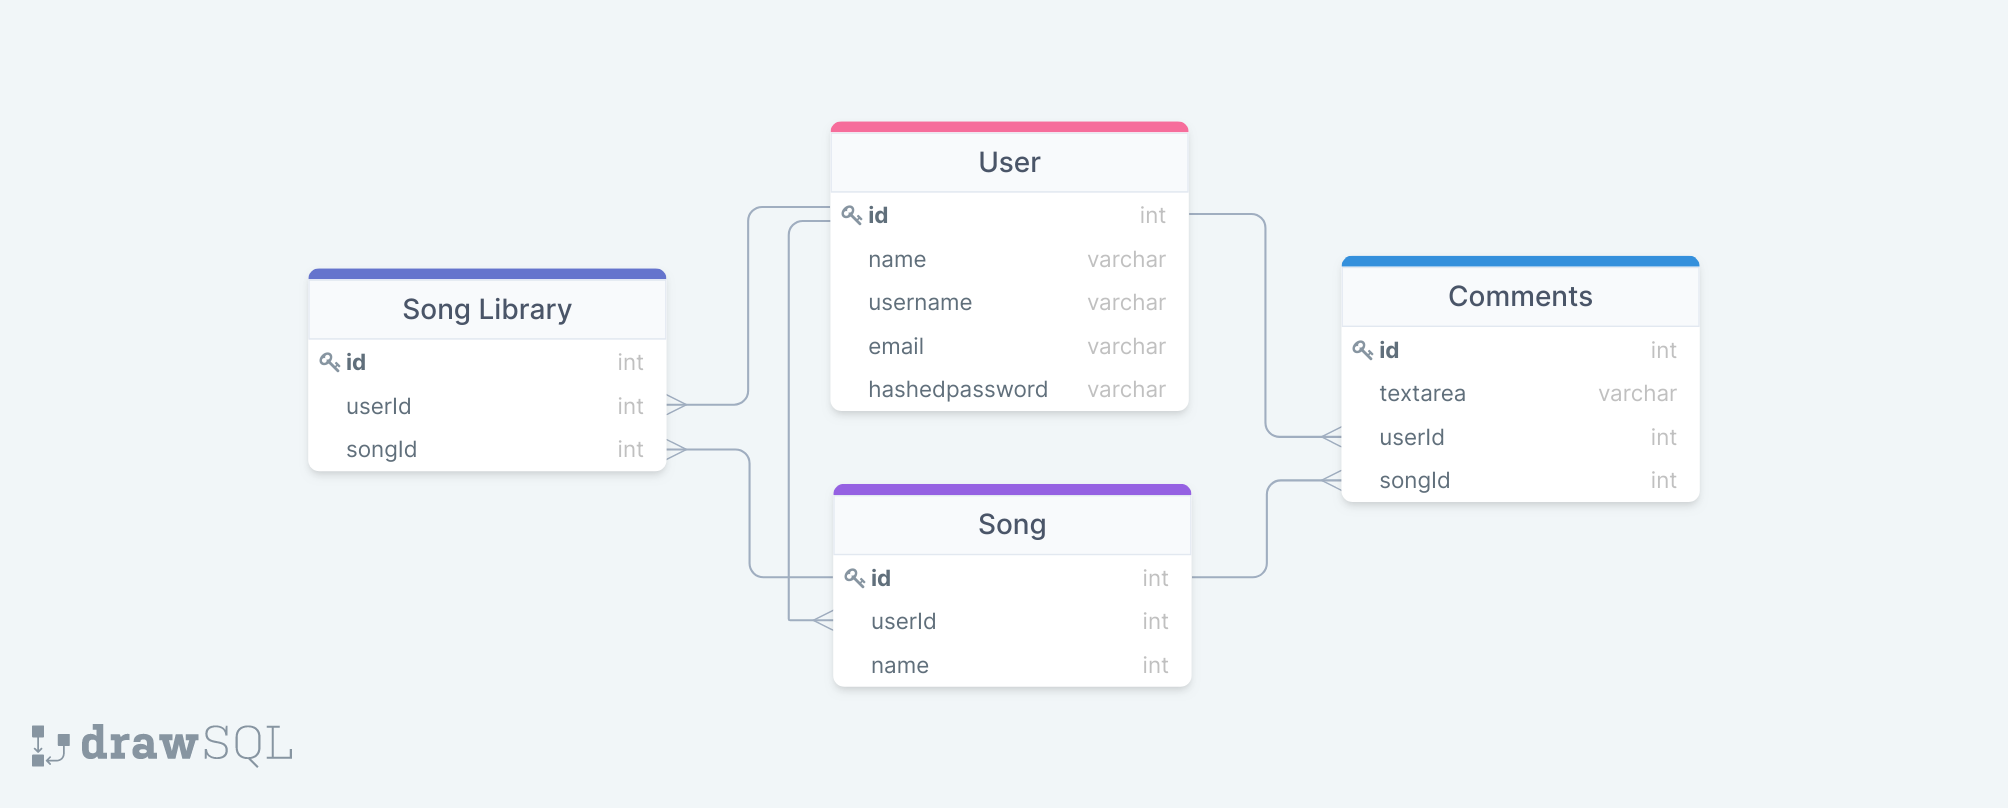 User
id int
name varchar
username varchar
email varchar
hashedpassword varchar
Song Library
id int
userId int
songId int
Comments
id int
textarea varchar
userId int
songId int
Song
id int
userId int
name int
drawSQL